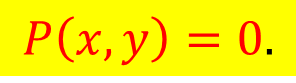 P(x, y) = 0.